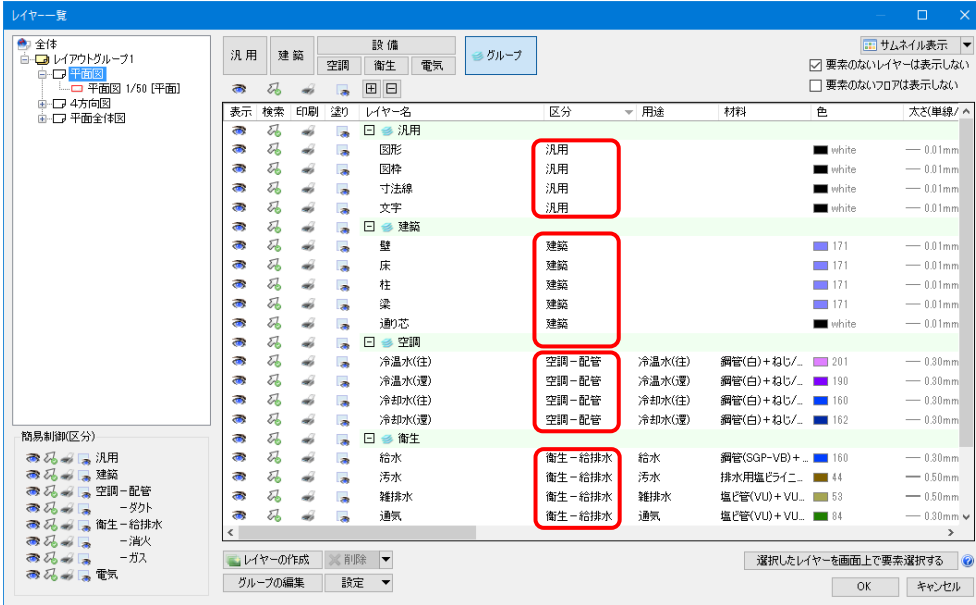 レイヤー一覧
全体
レイアウトグループ1
平面図
平面図 1/50 [平面]
4方向図
平面全体図
汎用 建築 設備 グループ
空調 衛生 電気
サムネイル表示
要素のないレイヤーは表示しない
要素のないフロアは表示しない
表示 検索 印刷 塗り レイヤー名 区分 用途 材料 色 太さ(単線/
汎用
図形 汎用 white 0.01mm
図枠 汎用 white 0.01mm
寸法線 汎用 white 0.01mm
文字 汎用 white 0.01mm
建築
壁 建築 171 0.01mm
床 建築 171 0.01mm
柱 建築 171 0.01mm
梁 建築 171 0.01mm
通り芯 建築 white 0.01mm
空調
冷温水(往) 空調-配管 冷温水(往) 鋼管(白)+ねじ/... 201 0.30mm
冷温水(還) 空調-配管 冷温水(還) 鋼管(白)+ねじ/... 190 0.30mm
冷却水(往) 空調-配管 冷却水(往) 鋼管(白)+ねじ/... 160 0.30mm
冷却水(還) 空調-配管 冷却水(還) 鋼管(白)+ねじ/... 162 0.30mm
衛生
給水 衛生-給排水 給水 鋼管(SGP-VB)+... 160 0.30mm
汚水 衛生-給排水 汚水 排水用塩ビライニ... 44 0.50mm
雑排水 衛生-給排水 雑排水 塩ビ管(VU)+VU... 53 0.50mm
通気 衛生-給排水 通気 塩ビ管(VU)+VU... 84 0.30mm
簡易制御(区分)
汎用
建築
空調-配管
-ダクト
衛生-給排水
-消火
-ガス
電気
レイヤーの作成 削除
選択したレイヤーを画面上で要素選択する
グループの編集 設定
OK キャンセル